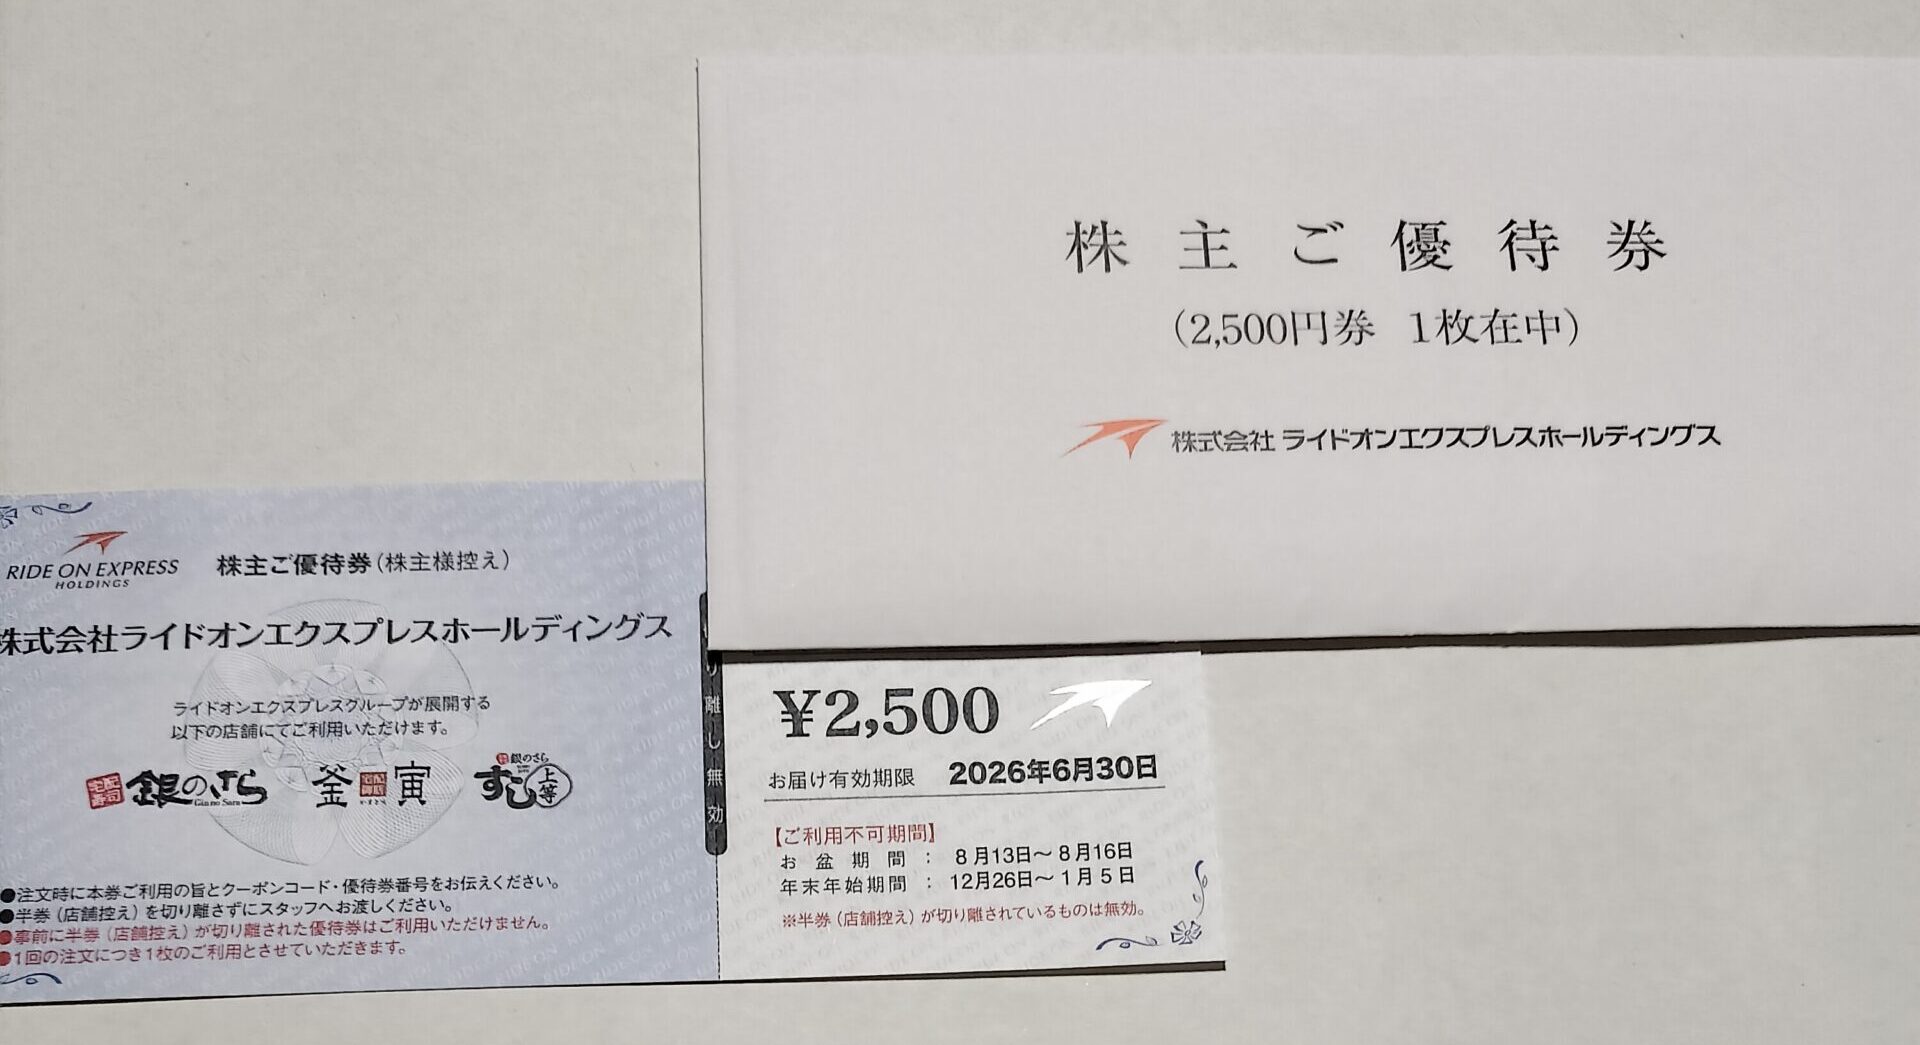 株主ご優待券
(2,500円券 1枚在中)
株式会社 ライドオンエクスプレスホールディングス
RIDE ON EXPRESS
HOLDINGS
株主ご優待券(株主様控え)
株式会社ライドオンエクスプレスホールディングス
ライドオンエクスプレスグループが展開する
以下の店舗にてご利用いただけます。
宅配寿司 銀のさら
Gin no Sara
釜寅
銀のさら
すし上等
●注文時に本券ご利用の旨とクーポンコード・優待券番号をお伝えください。
●半券(店舗控え)を切り離さずにスタッフへお渡しください。
●事前に半券(店舗控え)が切り離された優待券はご利用いただけません。
●1回の注文につき1枚のご利用とさせていただきます。
り離し無効
¥2,500
お届け有効期限 2026年6月30日
【ご利用不可期間】
お盆期間 : 8月13日～8月16日
年末年始期間 : 12月26日～1月5日
※半券(店舗控え)が切り離されているものは無効。